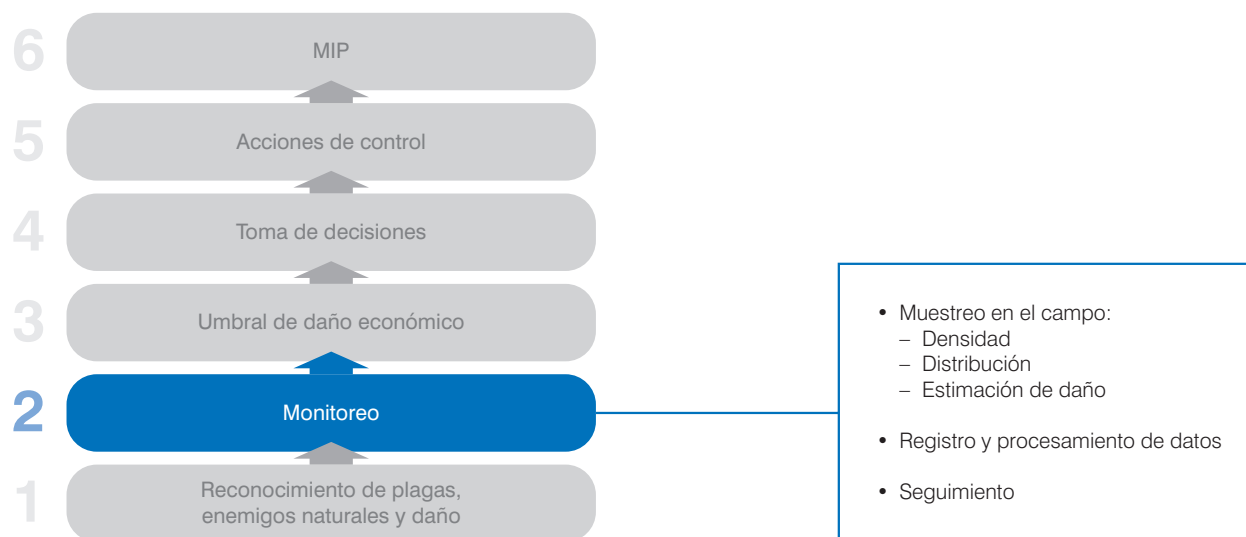 6
MIP
5
Acciones de control
4
Toma de decisiones
3
Umbral de daño económico
2
Monitoreo
1
Reconocimiento de plagas,
enemigos naturales y daño
• Muestreo en el campo:
– Densidad
– Distribución
– Estimación de daño
• Registro y procesamiento de datos
• Seguimiento